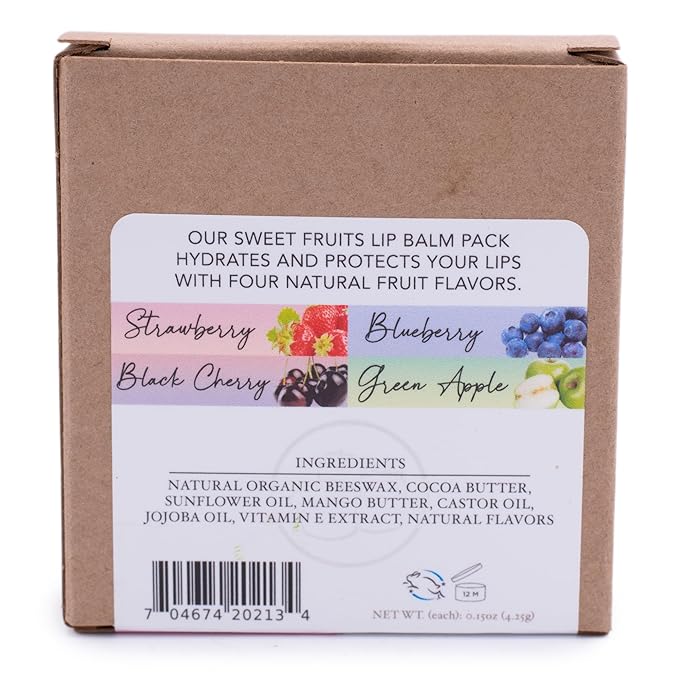 OUR SWEET FRUITS LIP BALM PACK
HYDRATES AND PROTECTS YOUR LIPS
WITH FOUR NATURAL FRUIT FLAVORS.
Strawberry
Blueberry
Black Cherry
Green Apple
INGREDIENTS
NATURAL ORGANIC BEESWAX, COCOA BUTTER,
SUNFLOWER OIL, MANGO BUTTER, CASTOR OIL,
JOJOBA OIL, VITAMIN E EXTRACT, NATURAL FLAVORS
7 04674 20213 4
12 M
NET WT. (each): 0.15oz (4.25g)